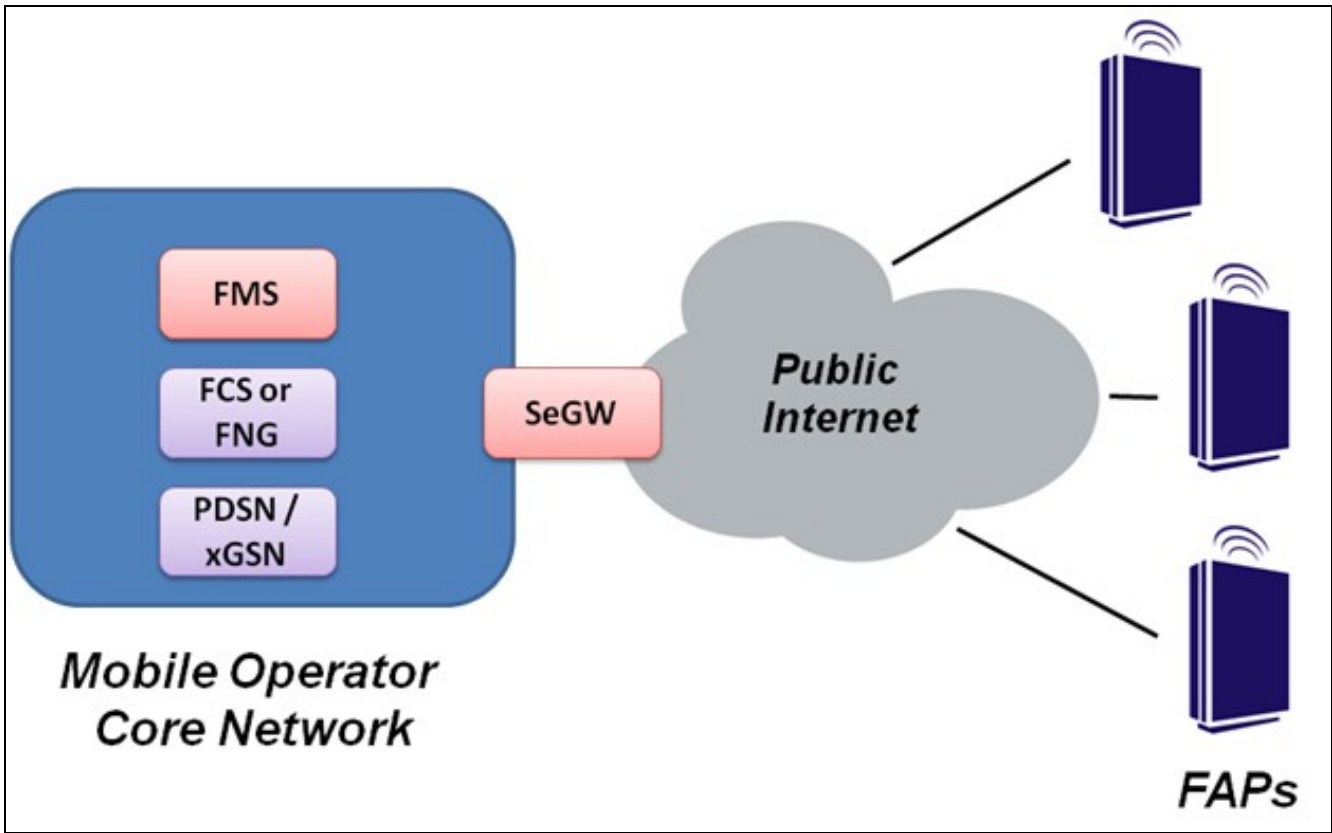 FMS
FCS or
FNG
PDSN /
xGSN
SeGW
Public
Internet
Mobile Operator
Core Network
FAPs